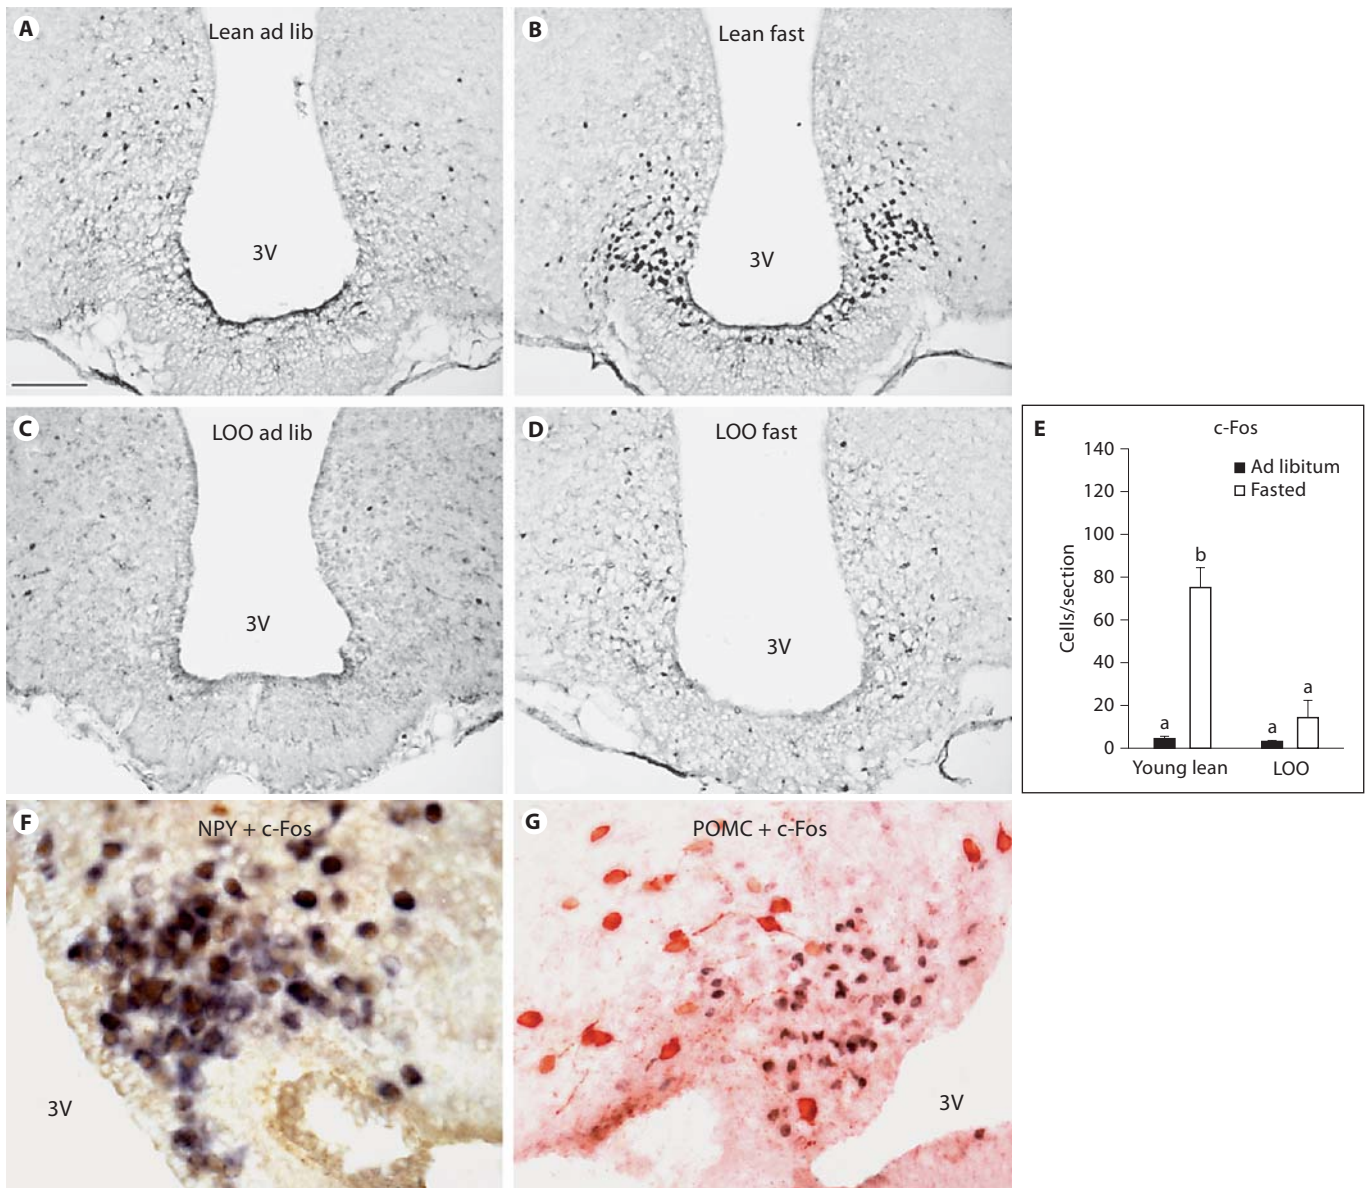 A
Lean ad lib
3V
B
Lean fast
3V
C
LOO ad lib
3V
D
LOO fast
3V
E
c-Fos
Ad libitum
Fasted
Cells/section
140
120
100
80
60
40
20
0
a
b
a
a
Young lean
LOO
F
NPY + c-Fos
3V
G
POMC + c-Fos
3V